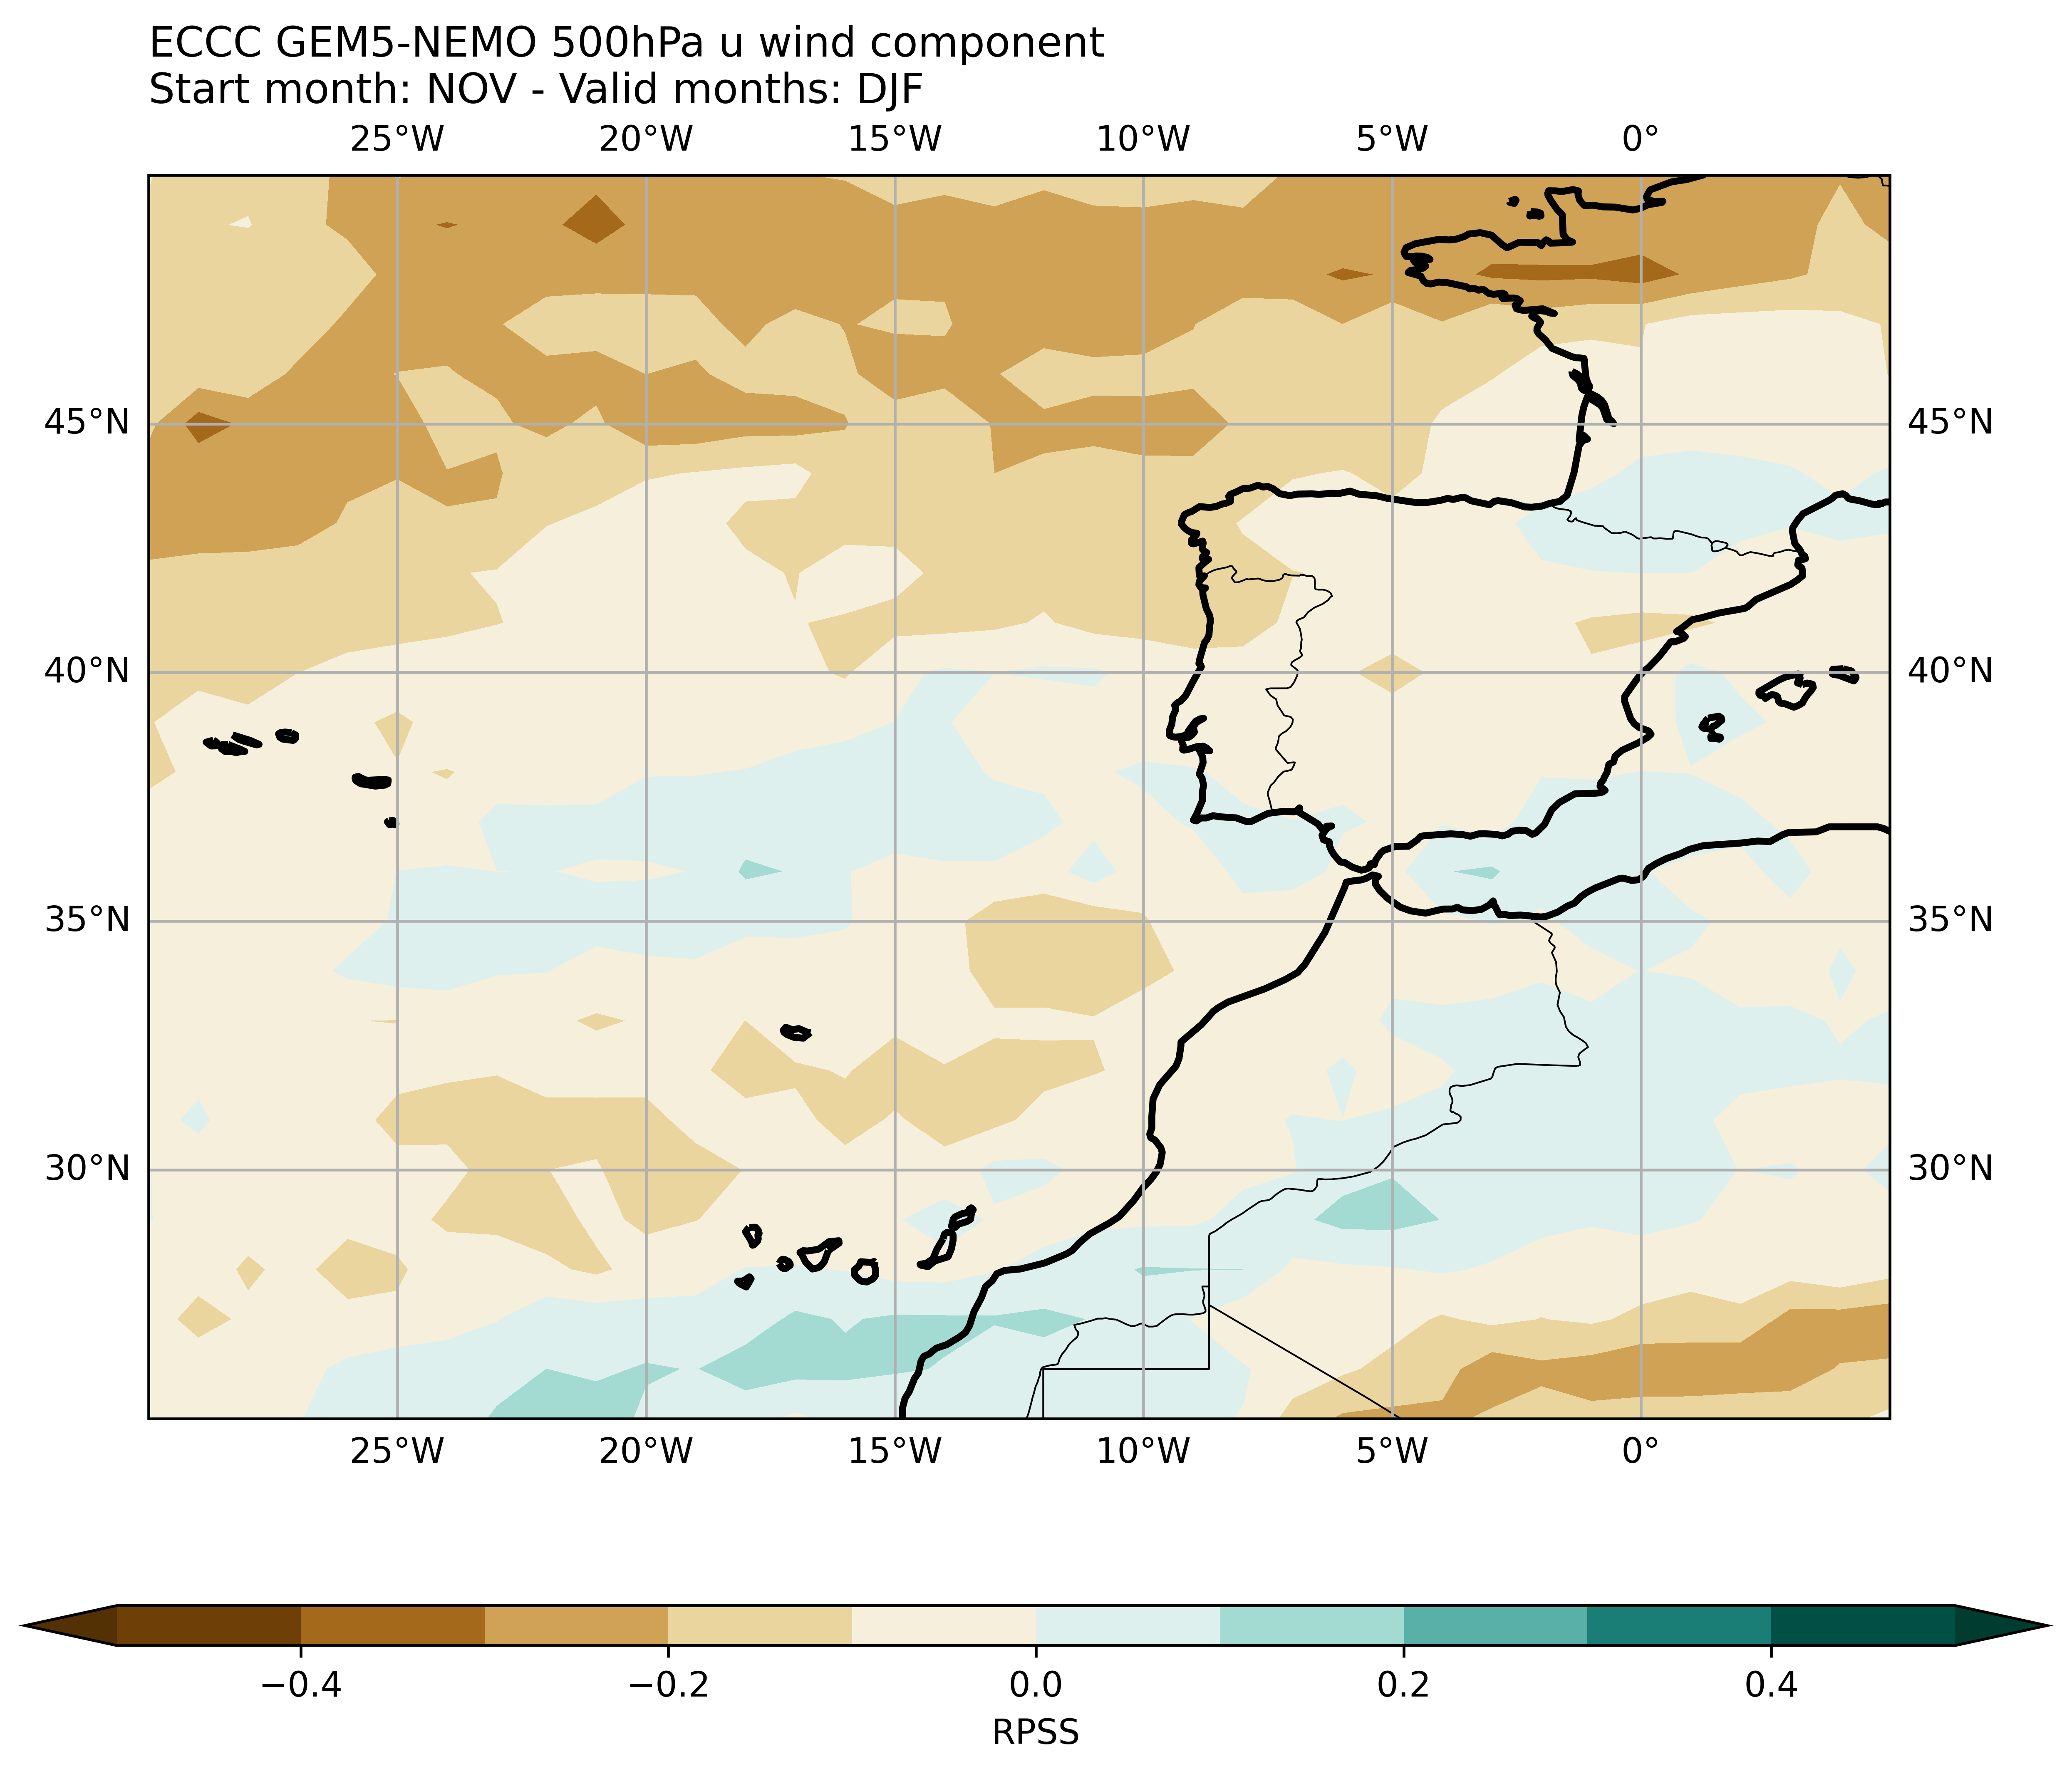 ECCC GEM5-NEMO 500hPa u wind component
Start month: NOV - Valid months: DJF
25°W 20°W 15°W 10°W 5°W 0°
45°N 45°N
40°N 40°N
35°N 35°N
30°N 30°N
25°W 20°W 15°W 10°W 5°W 0°
−0.4 −0.2 0.0 0.2 0.4
RPSS